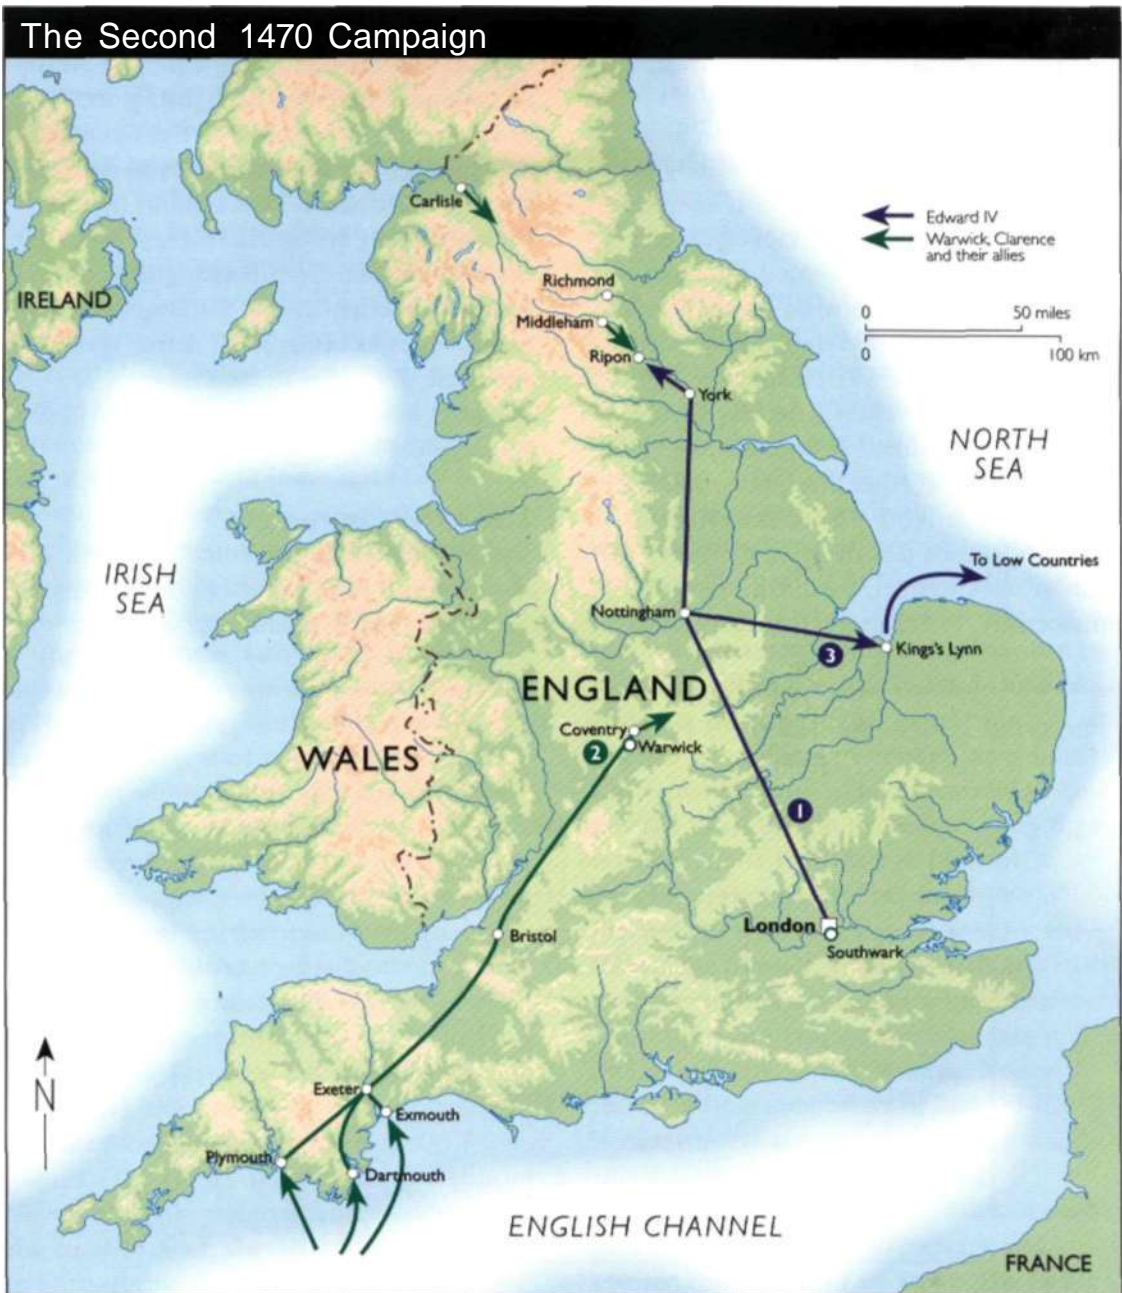 The Second 1470 Campaign
Carlisle
Edward IV
Warwick, Clarence
and their allies
Richmond
IRELAND
0 50 miles
Middleham
Ripon
0 100 km
York
NORTH
SEA
To Low Countries
IRISH
SEA
Nottingham
Kings's Lynn
3
ENGLAND
Coventry
2
Warwick
WALES
1
London
Southwark
Bristol
N
Exeter
Exmouth
Plymouth
Dartmouth
ENGLISH CHANNEL
FRANCE